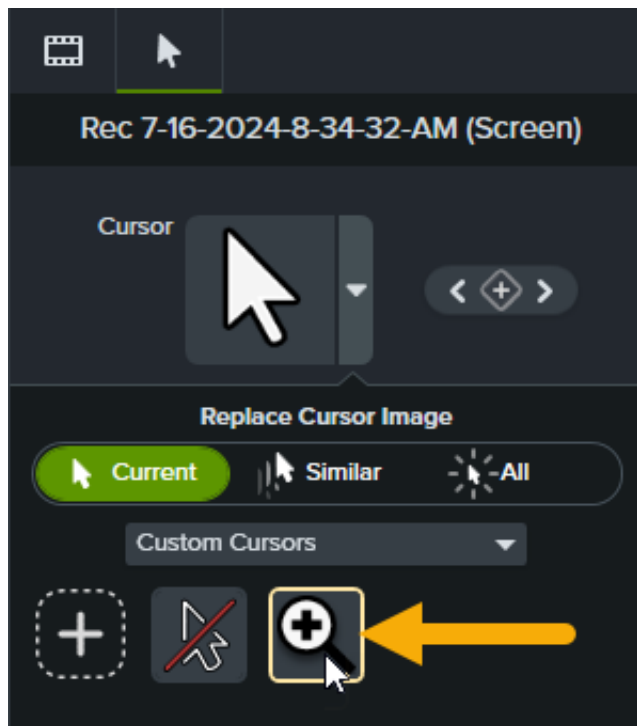 Rec 7-16-2024-8-34-32-AM (Screen)
Cursor
Replace Cursor Image
Current Similar All
Custom Cursors